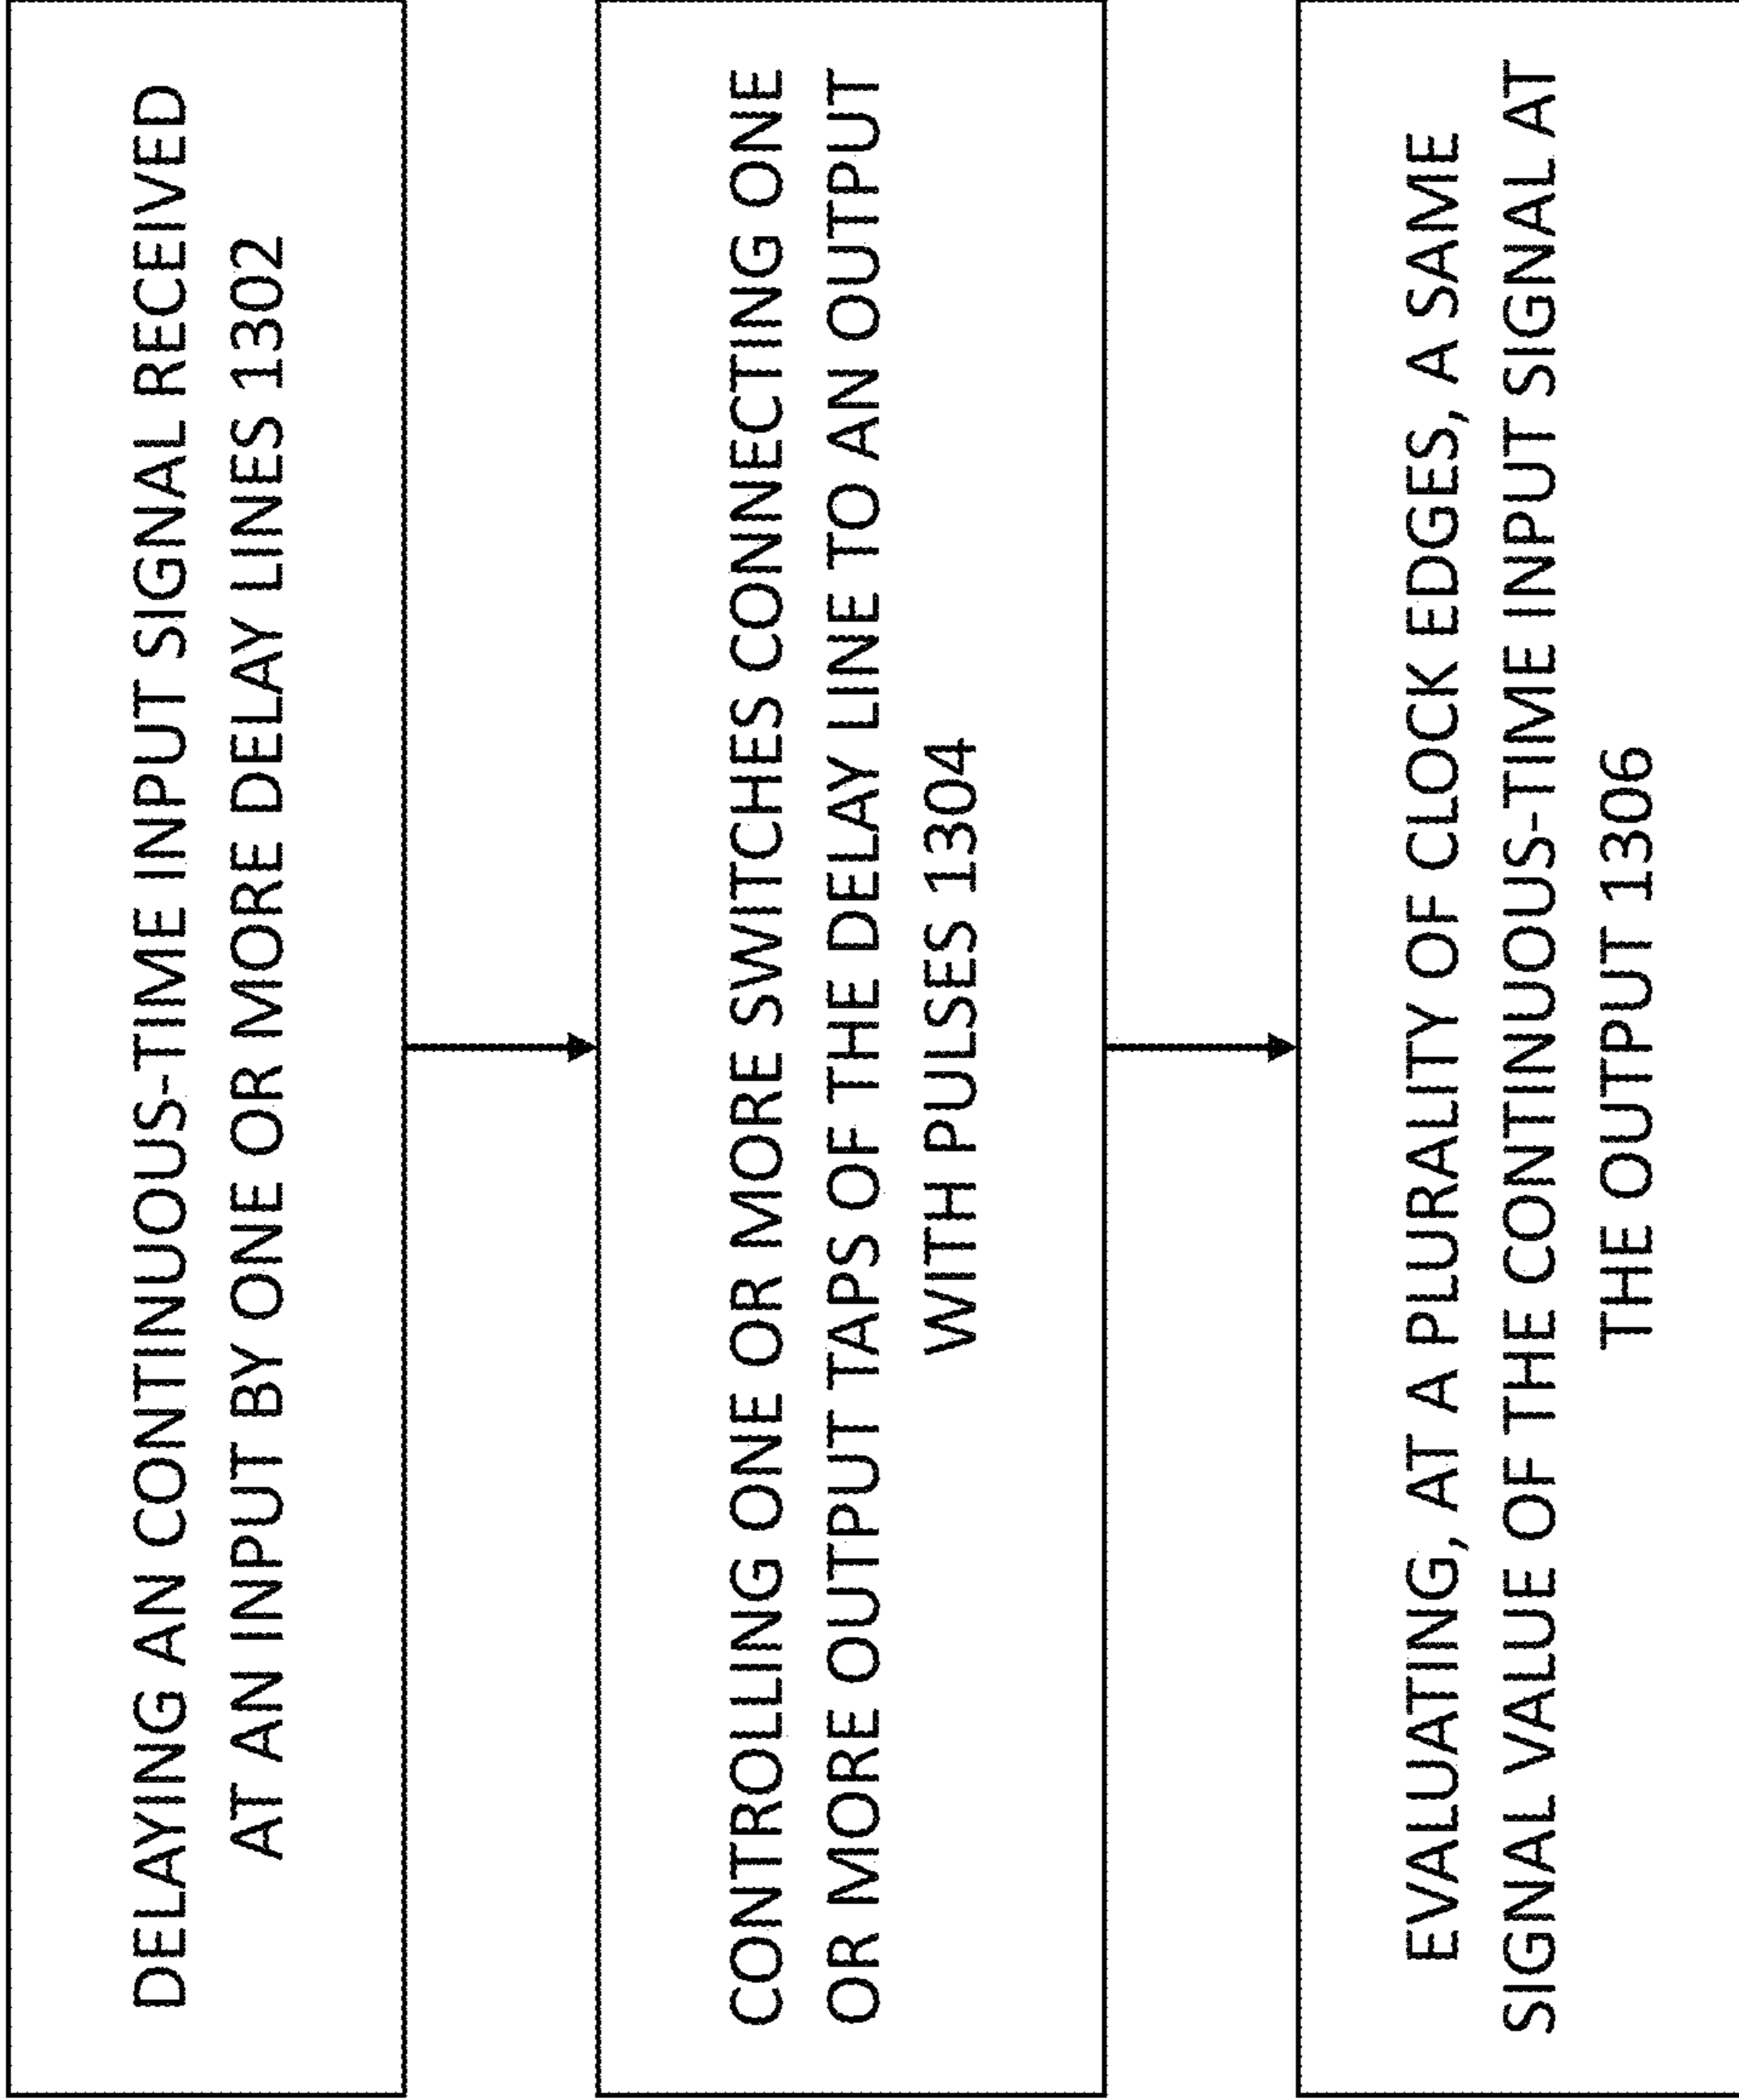 DELAYING AN CONTINUOUS-TIME INPUT SIGNAL RECEIVED
AT AN INPUT BY ONE OR MORE DELAY LINES 1302
CONTROLLING ONE OR MORE SWITCHES CONNECTING ONE
OR MORE OUTPUT TAPS OF THE DELAY LINE TO AN OUTPUT
WITH PULSES 1304
EVALUATING, AT A PLURALITY OF CLOCK EDGES, A SAME
SIGNAL VALUE OF THE CONTINUOUS-TIME INPUT SIGNAL AT
THE OUTPUT 1306